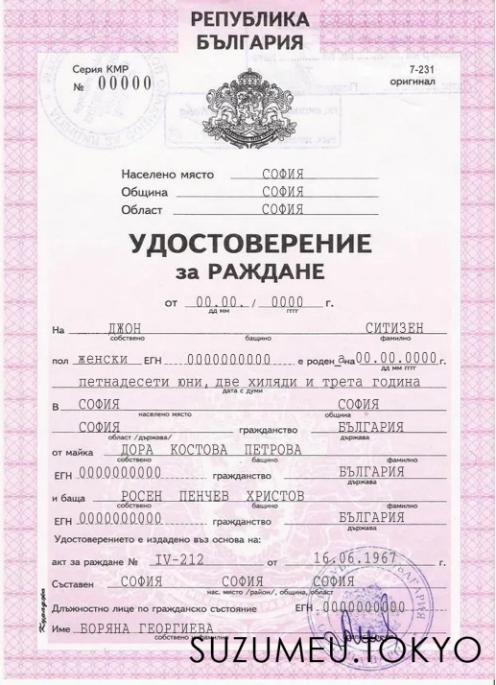 РЕПУБЛИКА
БЪЛГАРИЯ
Серия КМР
№ 00000
7-231
оригинал
Населено място СОФИЯ
Община СОФИЯ
Област СОФИЯ
УДОСТОВЕРЕНИЕ
за РАЖДАНЕ
от 00.00. / 0000 г.
дд мм гггг
На ДЖОН СИТИЗЕН
собствено бащино фамилно
пол женски ЕГН 0000000000 е роден а на 00.00.0000 г.
дд мм гггг
петнадесети юни, две хиляди и трета година
дата с думи
в СОФИЯ СОФИЯ
населено място община
СОФИЯ гражданство БЪЛГАРИЯ
област /държава/ държава
от майка ДОРА КОСТОВА ПЕТРОВА
собствено бащино фамилно
ЕГН 0000000000 гражданство БЪЛГАРИЯ
държава
и баща РОСЕН ПЕНЧЕВ ХРИСТОВ
собствено бащино фамилно
ЕГН 0000000000 гражданство БЪЛГАРИЯ
държава
Удостоверението е издадено въз основа на:
акт за раждане № IV-212 от 16.06.1967 г.
Съставен СОФИЯ СОФИЯ СОФИЯ
нас. място /район/, община, област
Длъжностно лице по гражданско състояние ЕГН 0000000000
Име БОРЯНА ГЕОРГИЕВА
собствено и фамилно
SUZUMEU.TOKYO